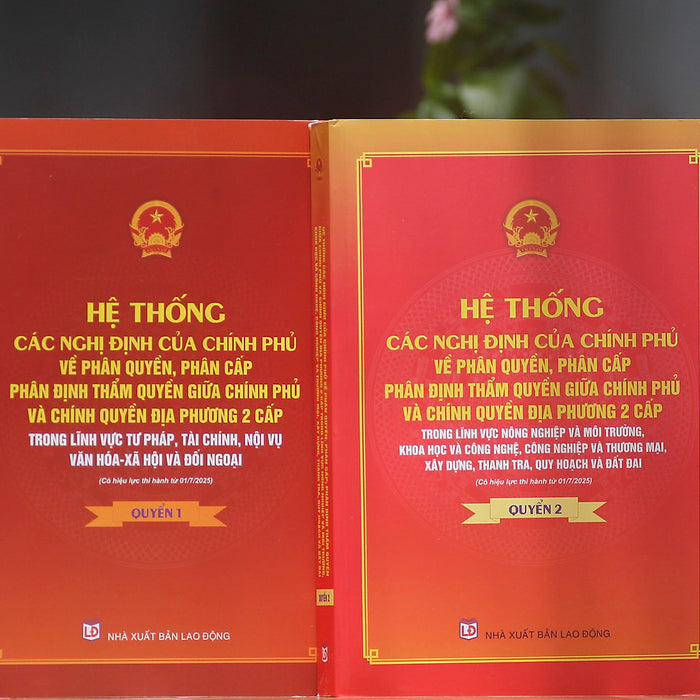 HỆ THỐNG
CÁC NGHỊ ĐỊNH CỦA CHÍNH PHỦ
VỀ PHÂN QUYỀN, PHÂN CẤP
PHÂN ĐỊNH THẨM QUYỀN GIỮA CHÍNH PHỦ
VÀ CHÍNH QUYỀN ĐỊA PHƯƠNG 2 CẤP
TRONG LĨNH VỰC TƯ PHÁP, TÀI CHÍNH, NỘI VỤ
VĂN HÓA-XÃ HỘI VÀ ĐỐI NGOẠI
(Có hiệu lực thi hành từ 01/7/2025)
QUYỂN 1
LĐ
NHÀ XUẤT BẢN LAO ĐỘNG
QUYỂN 2
HỆ THỐNG
CÁC NGHỊ ĐỊNH CỦA CHÍNH PHỦ
VỀ PHÂN QUYỀN, PHÂN CẤP
PHÂN ĐỊNH THẨM QUYỀN GIỮA CHÍNH PHỦ
VÀ CHÍNH QUYỀN ĐỊA PHƯƠNG 2 CẤP
TRONG LĨNH VỰC NÔNG NGHIỆP VÀ MÔI TRƯỜNG,
KHOA HỌC VÀ CÔNG NGHỆ, CÔNG NGHIỆP VÀ THƯƠNG MẠI,
XÂY DỰNG, THANH TRA, QUY HOẠCH VÀ ĐẤT ĐAI
(Có hiệu lực thi hành từ 01/7/2025)
QUYỂN 2
LĐ
NHÀ XUẤT BẢN LAO ĐỘNG